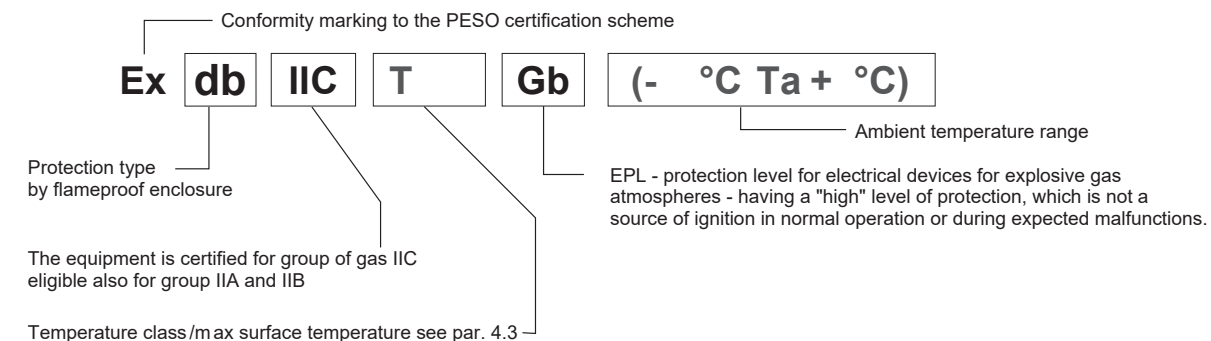 Conformity marking to the PESO certification scheme
Ex db IIC T Gb (- °C Ta + °C)
Ambient temperature range
Protection type
by flameproof enclosure
EPL - protection level for electrical devices for explosive gas
atmospheres - having a "high" level of protection, which is not a
source of ignition in normal operation or during expected malfunctions.
The equipment is certified for group of gas IIC
eligible also for group IIA and IIB
Temperature class/max surface temperature see par. 4.3